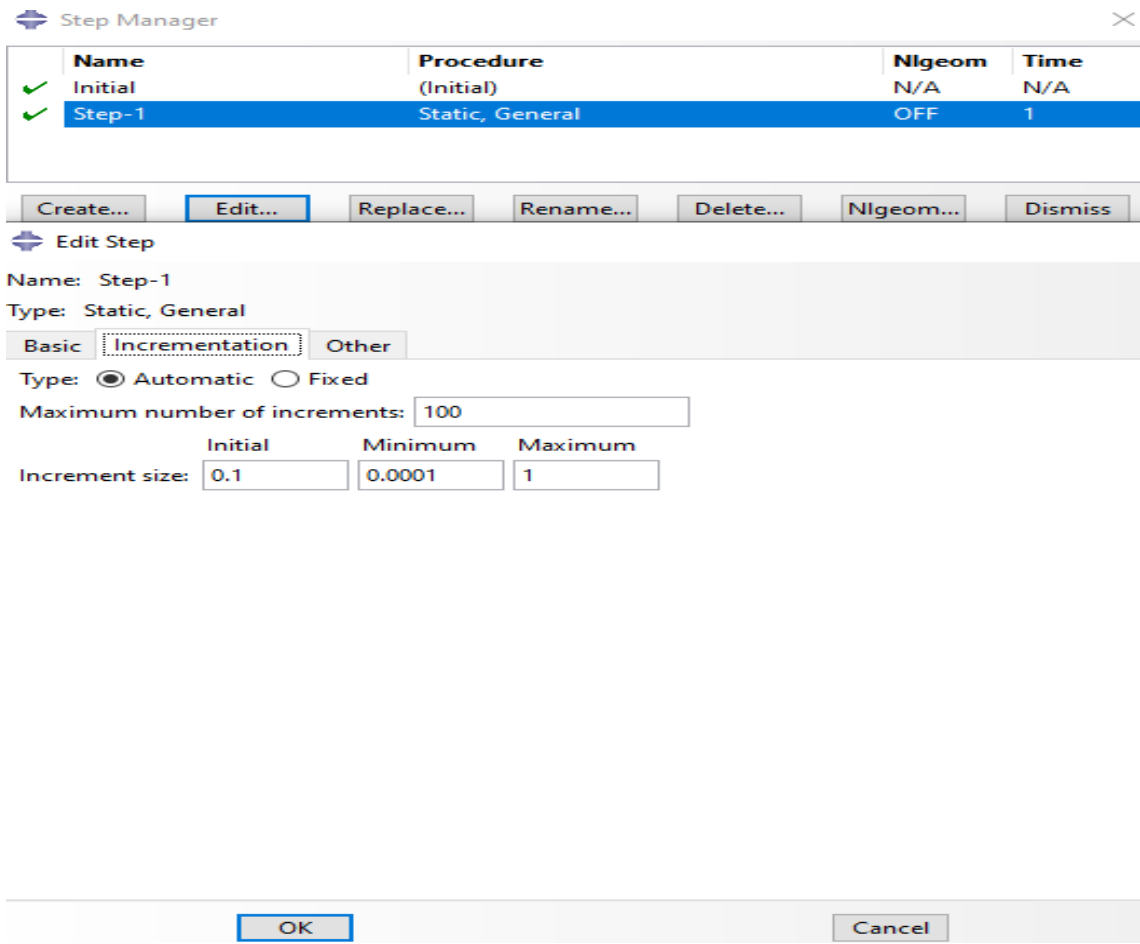 Step Manager
Name Procedure Nlgeom Time
Initial (Initial) N/A N/A
Step-1 Static, General OFF 1
Create... Edit... Replace... Rename... Delete... Nlgeom... Dismiss
Edit Step
Name: Step-1
Type: Static, General
Basic Incrementation Other
Type: Automatic Fixed
Maximum number of increments: 100
Initial Minimum Maximum
Increment size: 0.1 0.0001 1
OK Cancel